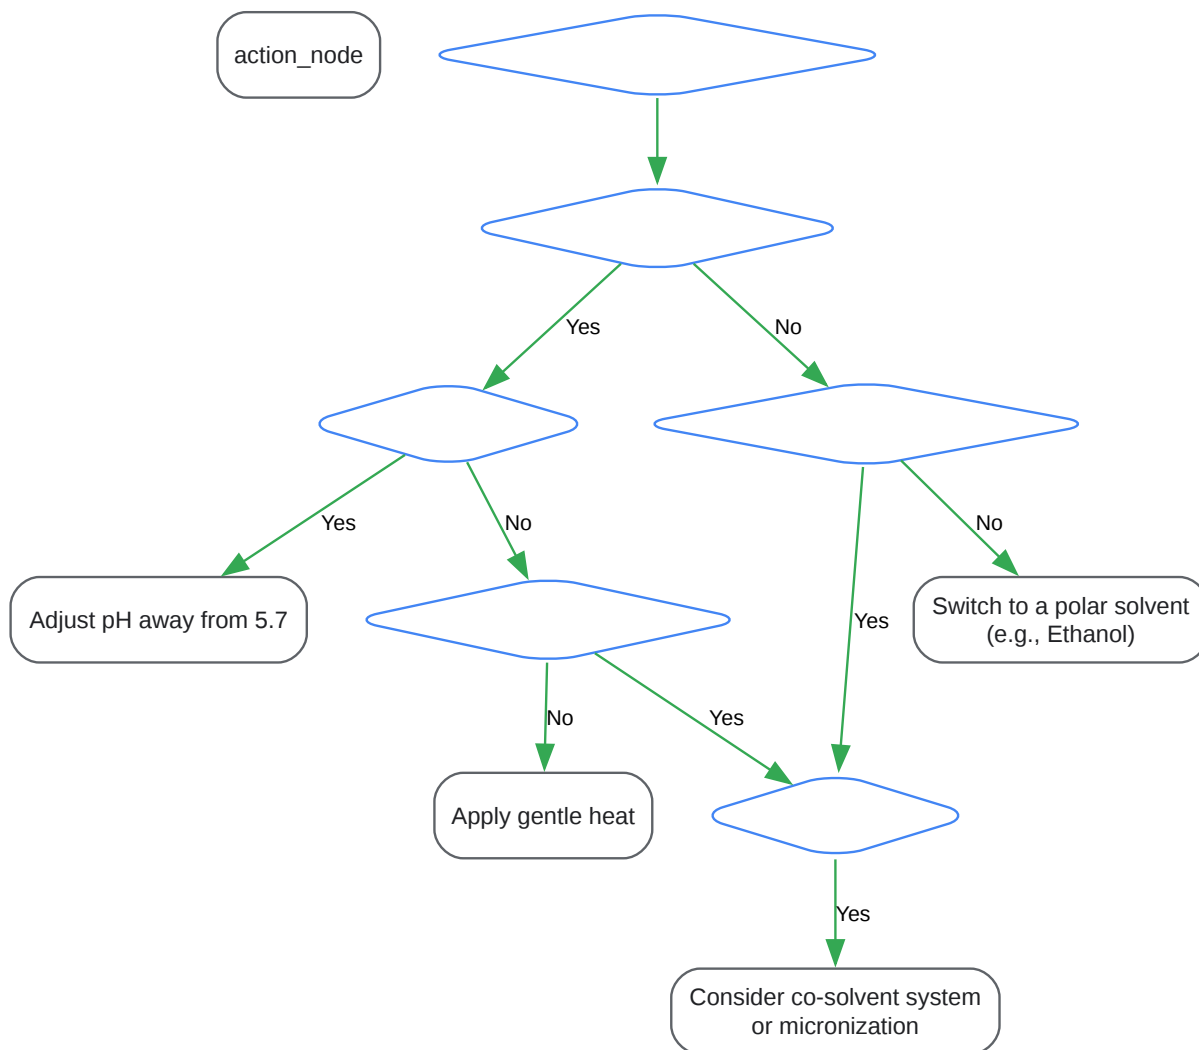 action_node
Yes
No
Yes
No
No
Adjust pH away from 5.7
Switch to a polar solvent
(e.g., Ethanol)
Yes
No
Yes
Apply gentle heat
Yes
Consider co-solvent system
or micronization